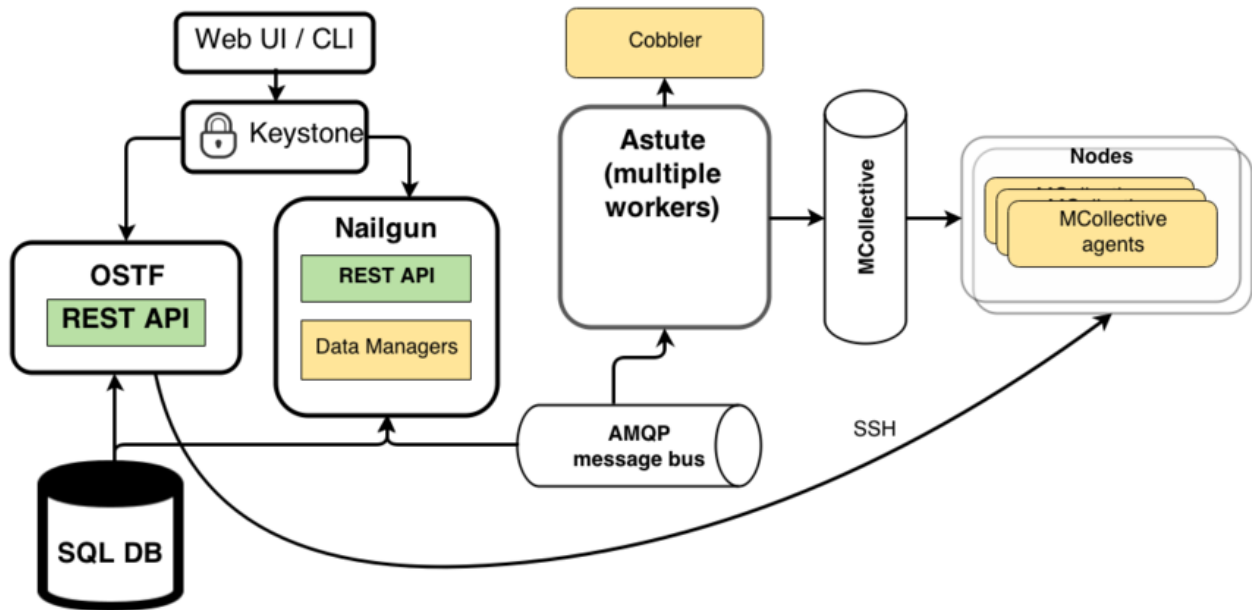 Web UI / CLI
Cobbler
Keystone
Astute
(multiple
workers)
MCollective
Nodes
MCollective
agents
Nailgun
REST API
Data Managers
OSTF
REST API
AMQP
message bus
SSH
SQL DB